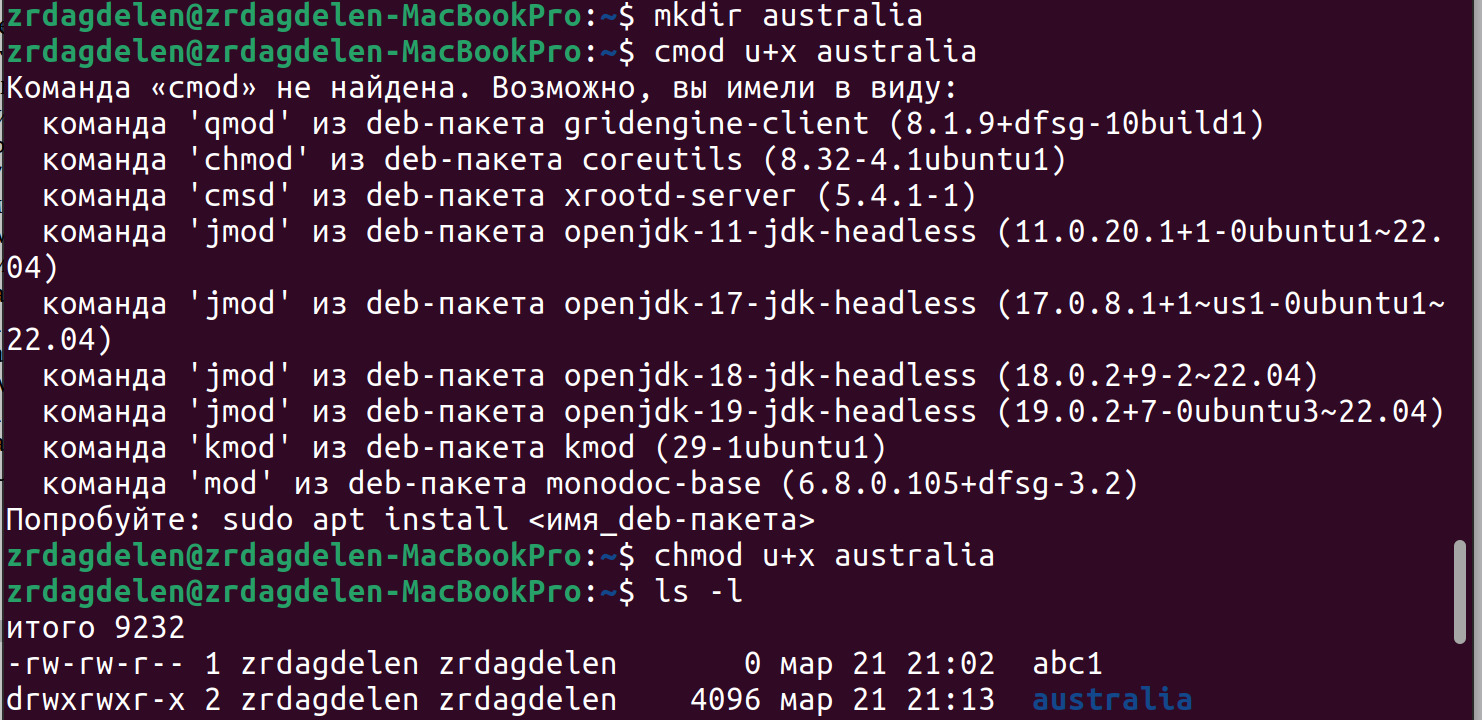 zrdagdelen@zrdagdelen-MacBookPro:~$ mkdir australia
zrdagdelen@zrdagdelen-MacBookPro:~$ cmod u+x australia
Команда «cmod» не найдена. Возможно, вы имели в виду:
  команда 'qmod' из deb-пакета gridengine-client (8.1.9+dfsg-10build1)
  команда 'chmod' из deb-пакета coreutils (8.32-4.1ubuntu1)
  команда 'cmsd' из deb-пакета xrootd-server (5.4.1-1)
  команда 'jmod' из deb-пакета openjdk-11-jdk-headless (11.0.20.1+1-0ubuntu1~22.
04)
  команда 'jmod' из deb-пакета openjdk-17-jdk-headless (17.0.8.1+1~us1-0ubuntu1~
22.04)
  команда 'jmod' из deb-пакета openjdk-18-jdk-headless (18.0.2+9-2~22.04)
  команда 'jmod' из deb-пакета openjdk-19-jdk-headless (19.0.2+7-0ubuntu3~22.04)
  команда 'kmod' из deb-пакета kmod (29-1ubuntu1)
  команда 'mod' из deb-пакета monodoc-base (6.8.0.105+dfsg-3.2)
Попробуйте: sudo apt install <имя_deb-пакета>
zrdagdelen@zrdagdelen-MacBookPro:~$ chmod u+x australia
zrdagdelen@zrdagdelen-MacBookPro:~$ ls -l
итого 9232
-rw-rw-r-- 1 zrdagdelen zrdagdelen       0 мар 21 21:02  abc1
drwxrwxr-x 2 zrdagdelen zrdagdelen    4096 мар 21 21:13  australia